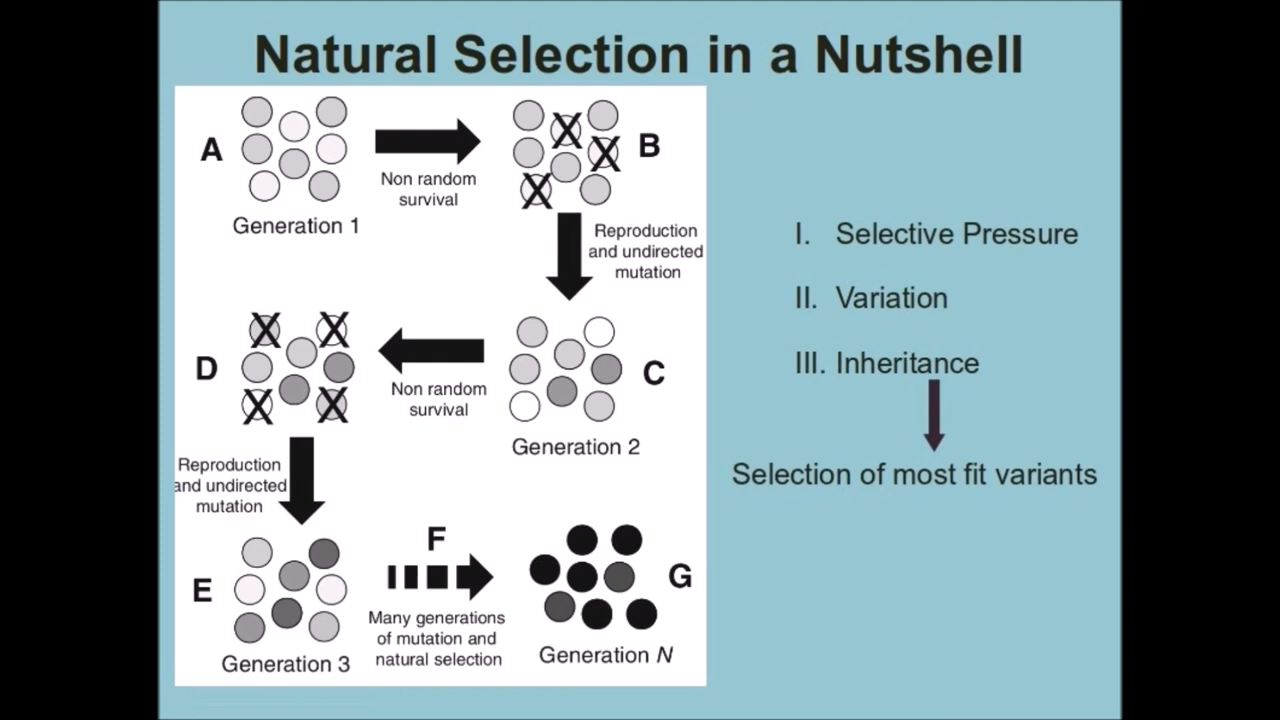 Natural Selection in a Nutshell
A
Generation 1
Non random
survival
B
Reproduction
and undirected
mutation
C
Generation 2
Non random
survival
D
Reproduction
and undirected
mutation
E
Generation 3
F
Many generations
of mutation and
natural selection
G
Generation N
I. Selective Pressure
II. Variation
III. Inheritance
Selection of most fit variants